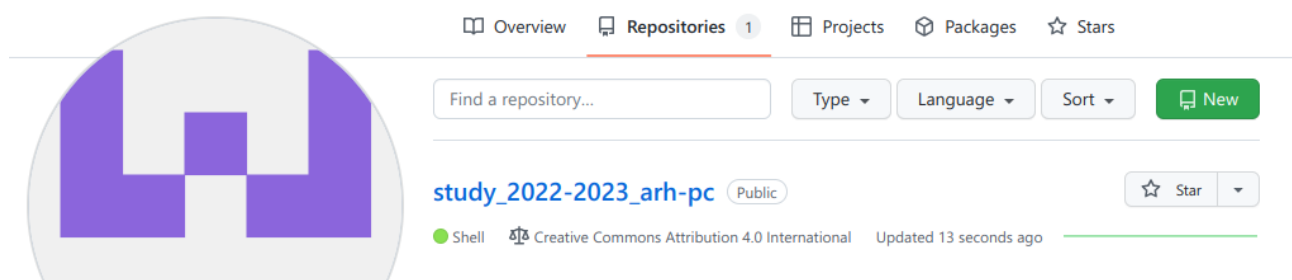 Overview Repositories 1 Projects Packages Stars
Find a repository... Type Language Sort New
study_2022-2023_arh-pc Public Star
Shell Creative Commons Attribution 4.0 International Updated 13 seconds ago